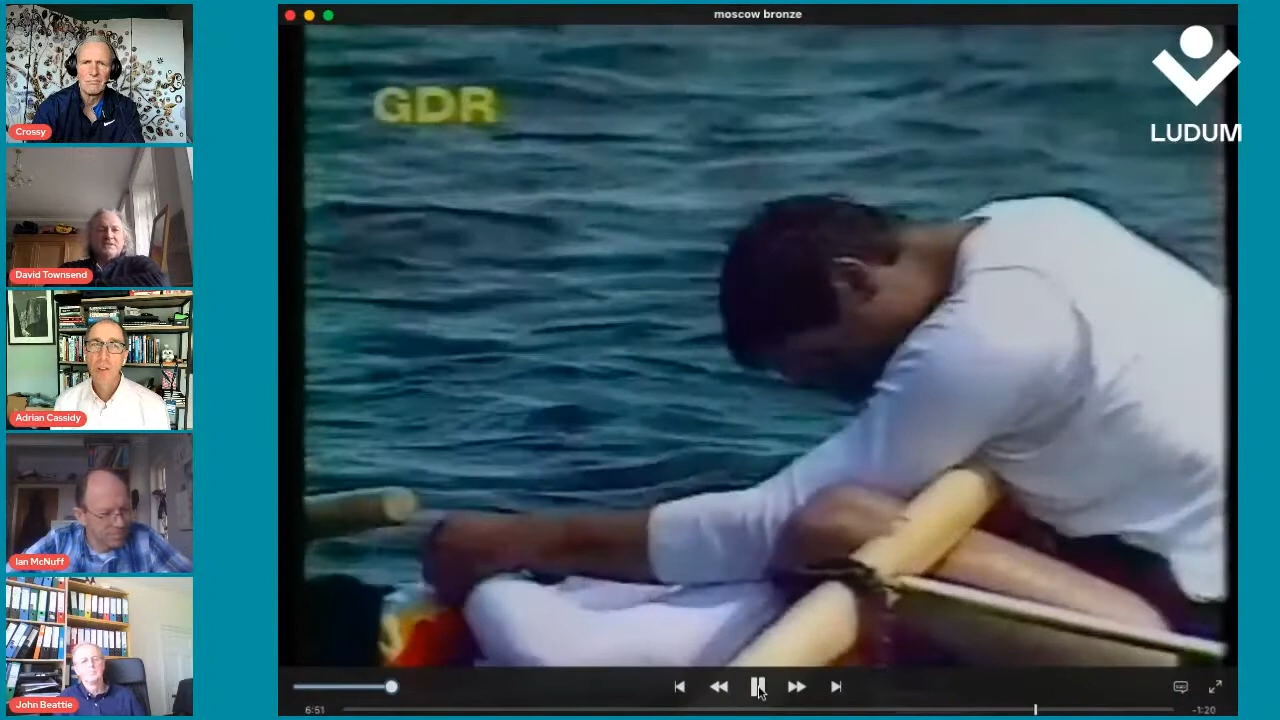 moscow bronze
GDR
LUDUM
Crossy
David Townsend
Adrian Cassidy
Ian McNuff
John Beattie
6:51
-1:20